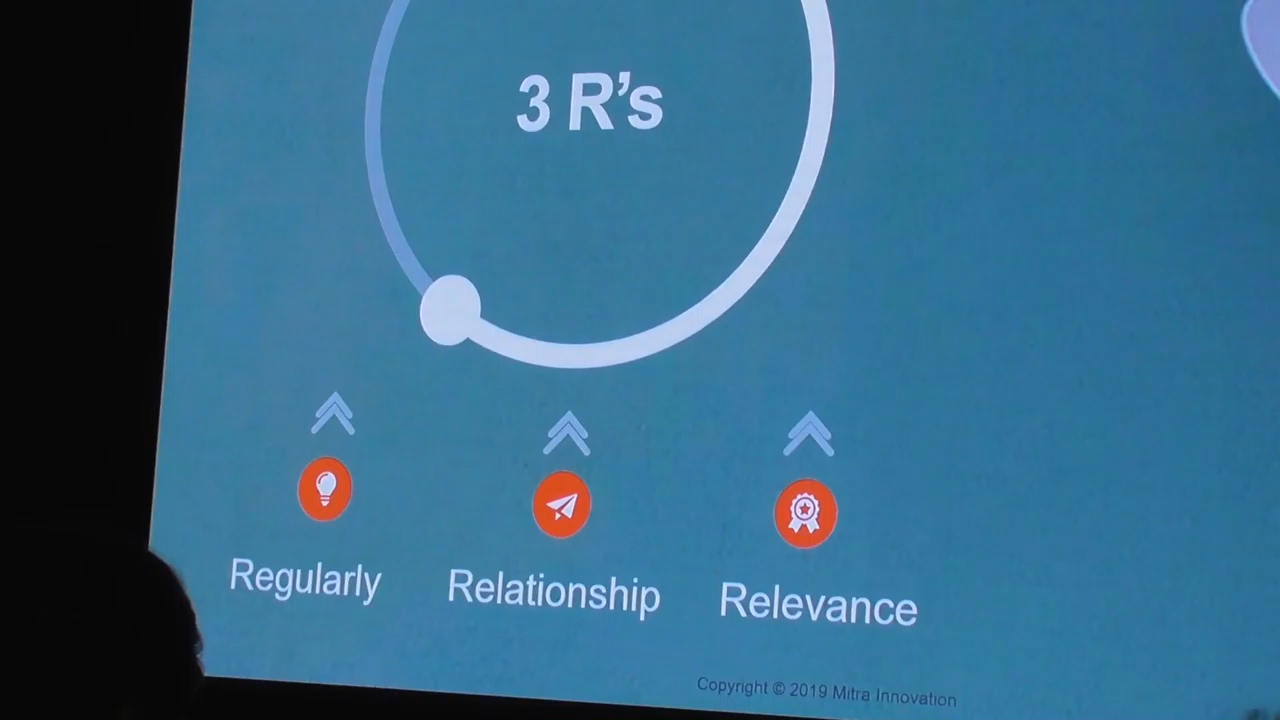 3 R's
Regularly
Relationship
Relevance
Copyright © 2019 Mitra Innovation